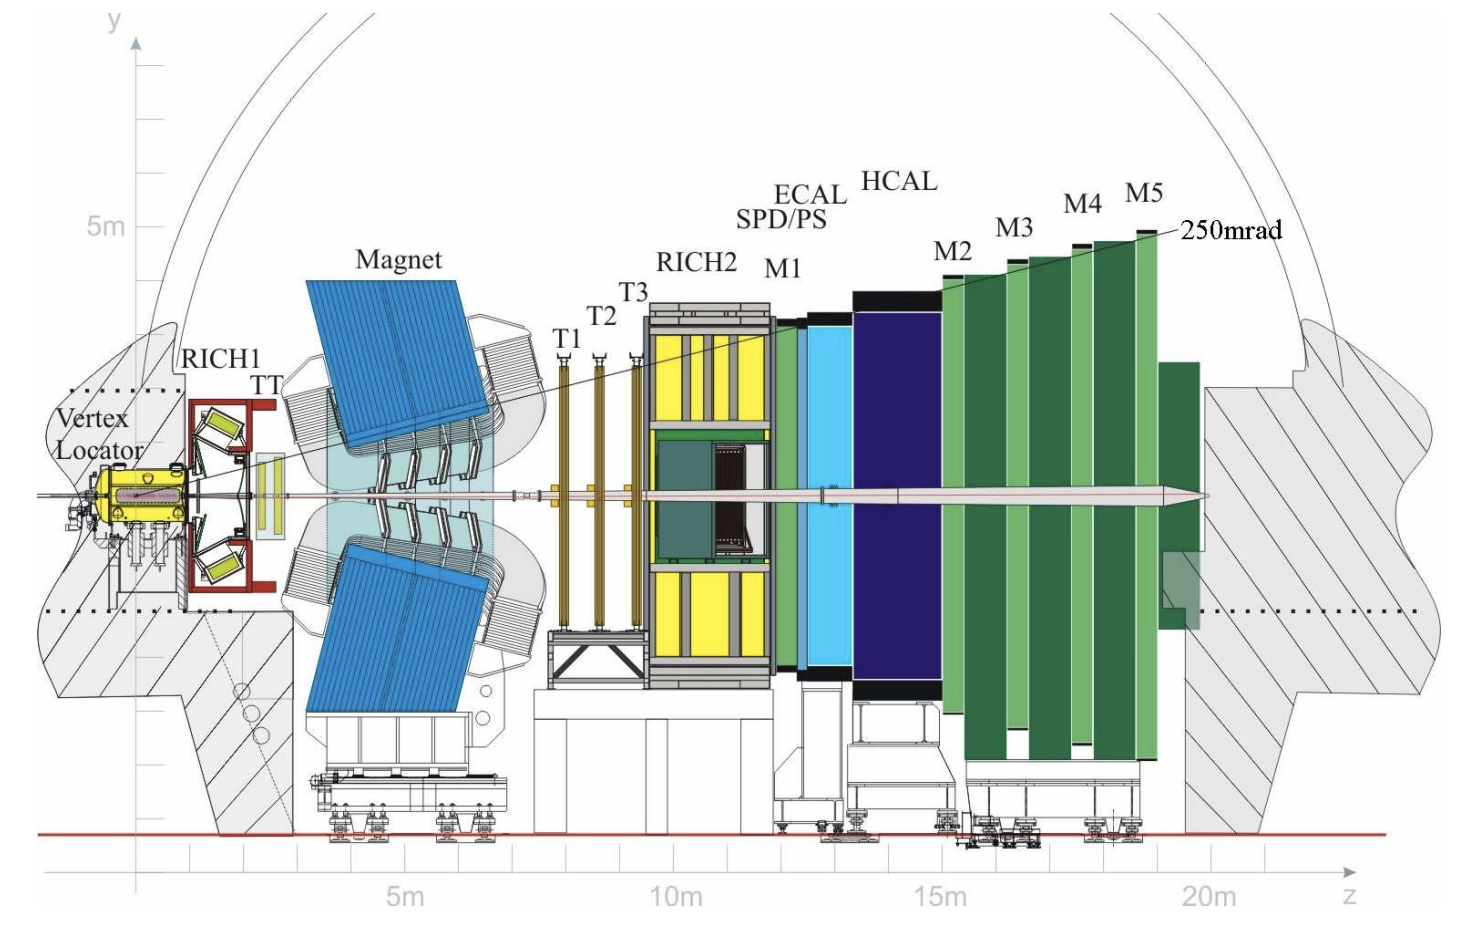 y
5m
HCAL
ECAL
SPD/PS
M5
M4
M3
M2
250mrad
Magnet
RICH2
M1
T3
T2
T1
RICH1
TT
Vertex
Locator
5m
10m
15m
20m
z